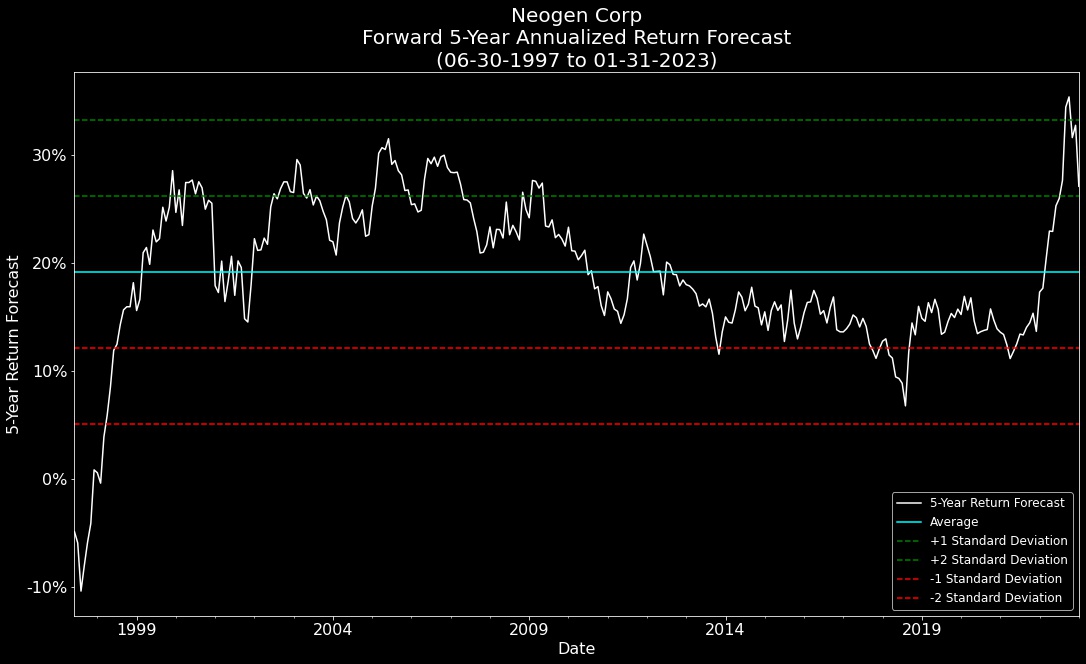 Neogen Corp
Forward 5-Year Annualized Return Forecast
(06-30-1997 to 01-31-2023)
5-Year Return Forecast
30%
20%
10%
0%
-10%
5-Year Return Forecast
Average
+1 Standard Deviation
+2 Standard Deviation
-1 Standard Deviation
-2 Standard Deviation
1999
2004
2009
2014
2019
Date